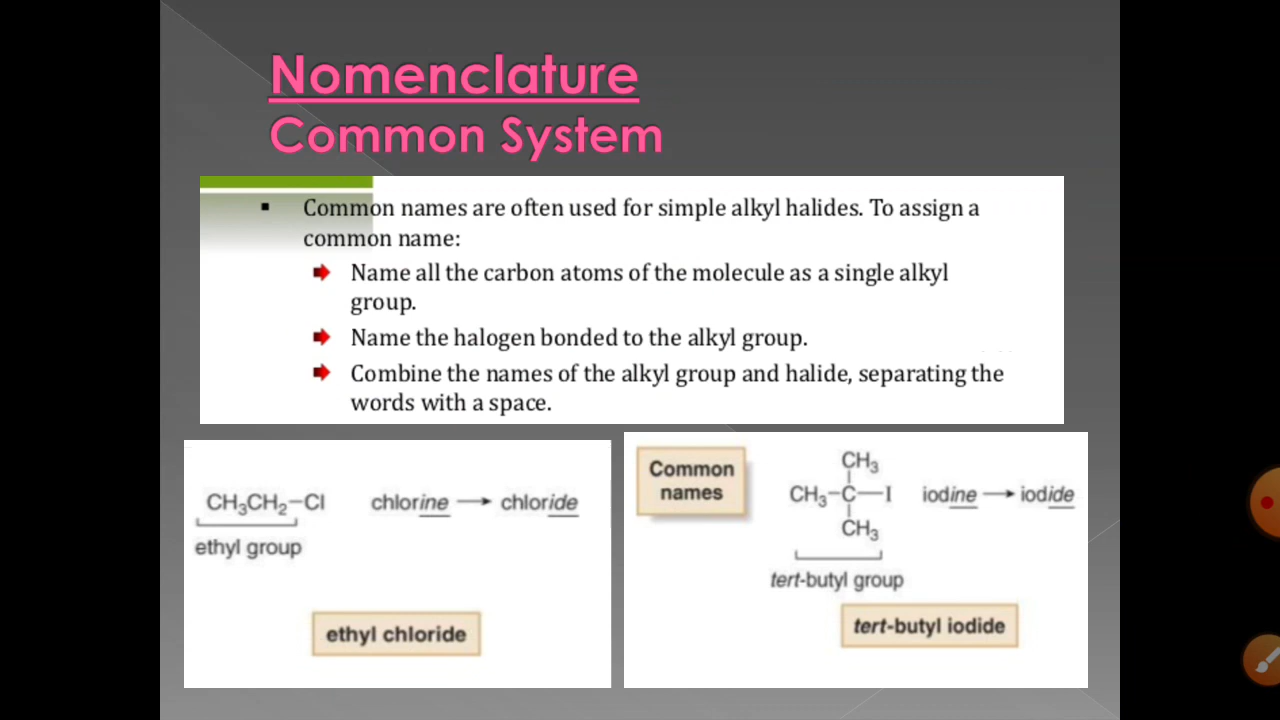 Nomenclature
Common System
▪ Common names are often used for simple alkyl halides. To assign a
common name:
Name all the carbon atoms of the molecule as a single alkyl
group.
Name the halogen bonded to the alkyl group.
Combine the names of the alkyl group and halide, separating the
words with a space.
CH3CH2–Cl chlorine → chloride
ethyl group
ethyl chloride
Common
names
CH3
CH3–C–I iodine → iodide
CH3
tert-butyl group
tert-butyl iodide